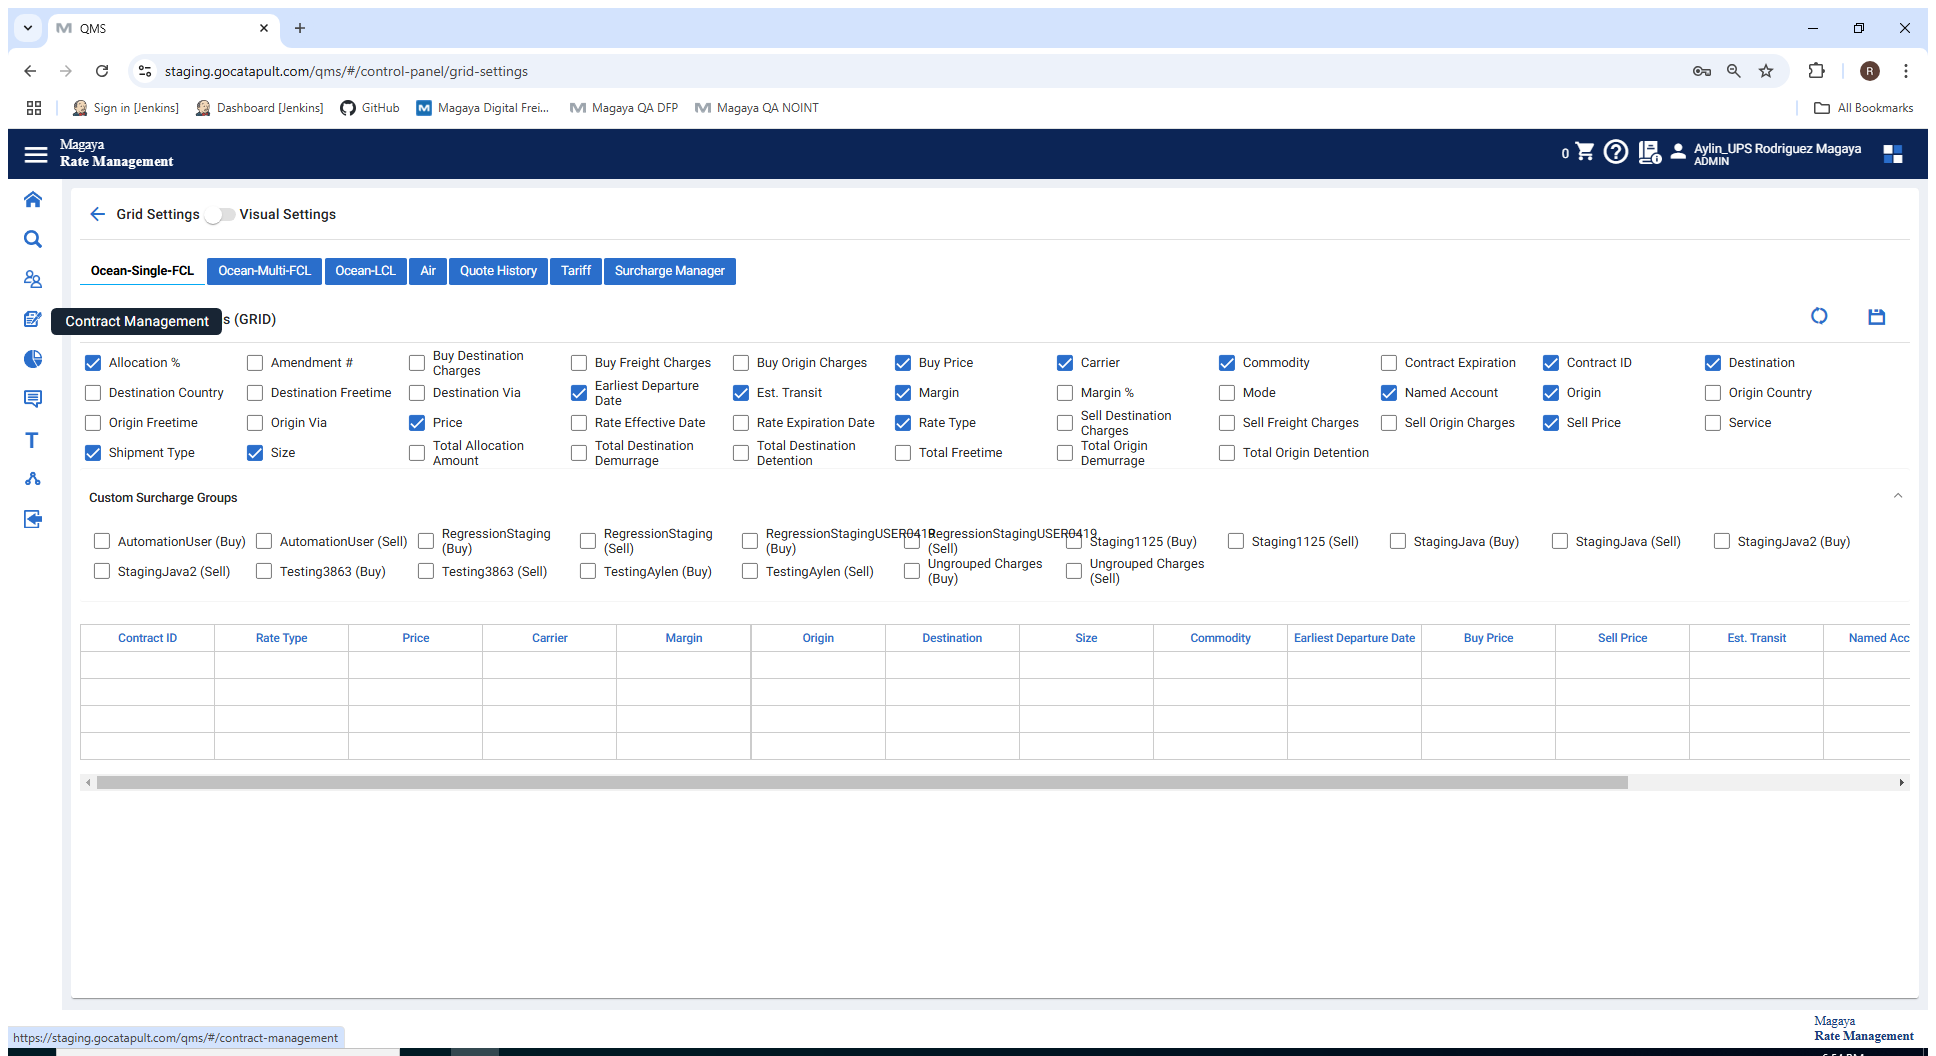 QMS
staging.gocatapult.com/qms/#/control-panel/grid-settings
R
Sign in [Jenkins]
Dashboard [Jenkins]
GitHub
Magaya Digital Frei...
Magaya QA DFP
Magaya QA NOINT
All Bookmarks
Magaya
Rate Management
0
Aylin_UPS Rodriguez Magaya
ADMIN
Grid Settings
Visual Settings
Ocean-Single-FCL
Ocean-Multi-FCL
Ocean-LCL
Air
Quote History
Tariff
Surcharge Manager
Contract Management
s (GRID)
Allocation %
Amendment #
Buy Destination
Charges
Buy Freight Charges
Buy Origin Charges
Buy Price
Carrier
Commodity
Contract Expiration
Contract ID
Destination
Destination Country
Destination Freetime
Destination Via
Earliest Departure
Date
Est. Transit
Margin
Margin %
Mode
Named Account
Origin
Origin Country
Origin Freetime
Origin Via
Price
Rate Effective Date
Rate Expiration Date
Rate Type
Sell Destination
Charges
Sell Freight Charges
Sell Origin Charges
Sell Price
Service
Shipment Type
Size
Total Allocation
Amount
Total Destination
Demurrage
Total Destination
Detention
Total Freetime
Total Origin
Demurrage
Total Origin Detention
Custom Surcharge Groups
AutomationUser (Buy)
AutomationUser (Sell)
RegressionStaging
(Buy)
RegressionStaging
(Sell)
RegressionStagingUSER0419
(Buy)
RegressionStagingUSER0419
(Sell)
Staging1125 (Buy)
Staging1125 (Sell)
StagingJava (Buy)
StagingJava (Sell)
StagingJava2 (Buy)
StagingJava2 (Sell)
Testing3863 (Buy)
Testing3863 (Sell)
TestingAylen (Buy)
TestingAylen (Sell)
Ungrouped Charges
(Buy)
Ungrouped Charges
(Sell)
Contract ID
Rate Type
Price
Carrier
Margin
Origin
Destination
Size
Commodity
Earliest Departure Date
Buy Price
Sell Price
Est. Transit
Named Acc
https://staging.gocatapult.com/qms/#/contract-management
Magaya
Rate Management